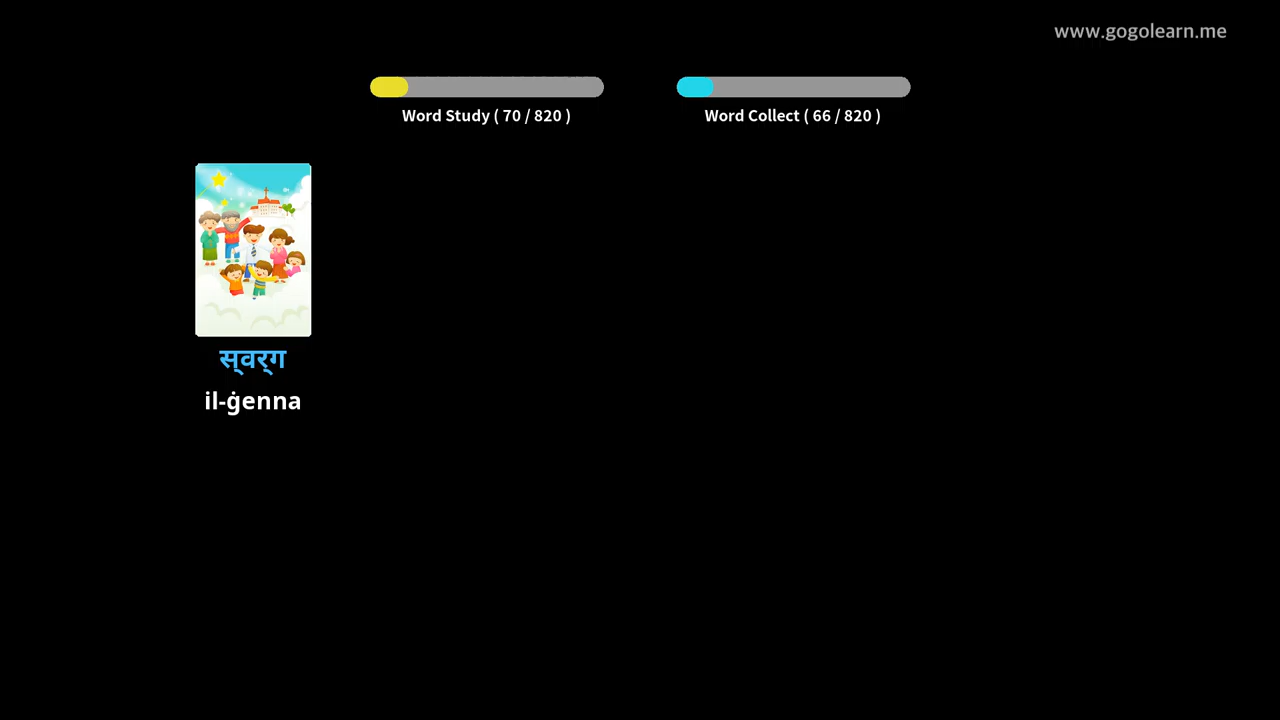 www.gogolearn.me
Word Study ( 70 / 820 )
Word Collect ( 66 / 820 )
स्‌वर्‌ग
il-ġenna